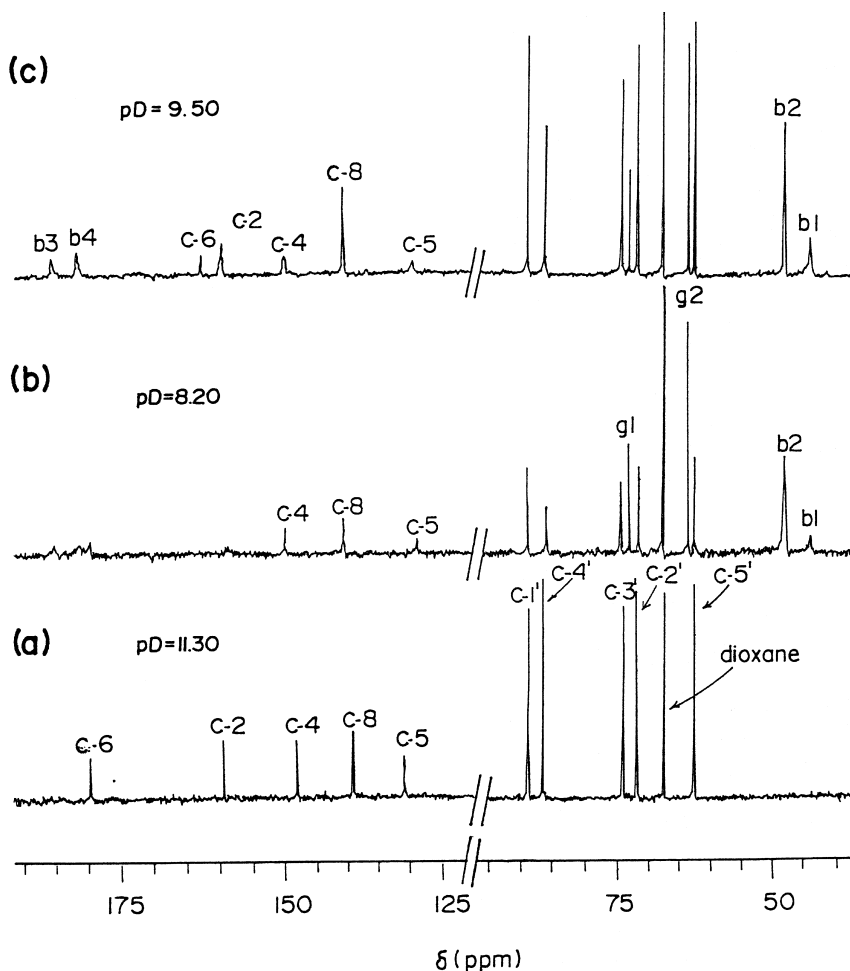 (c)
pD = 9.50
b3
b4
C-6
C-2
C-4
C-8
C-5
b2
b1
(b)
pD=8.20
C-4
C-8
C-5
g1
g2
b2
b1
(a)
pD=11.30
C-6
C-2
C-4
C-8
C-5
C-1'
C-4'
C-3'
C-2'
C-5'
dioxane
175
150
125
75
50
δ (ppm)